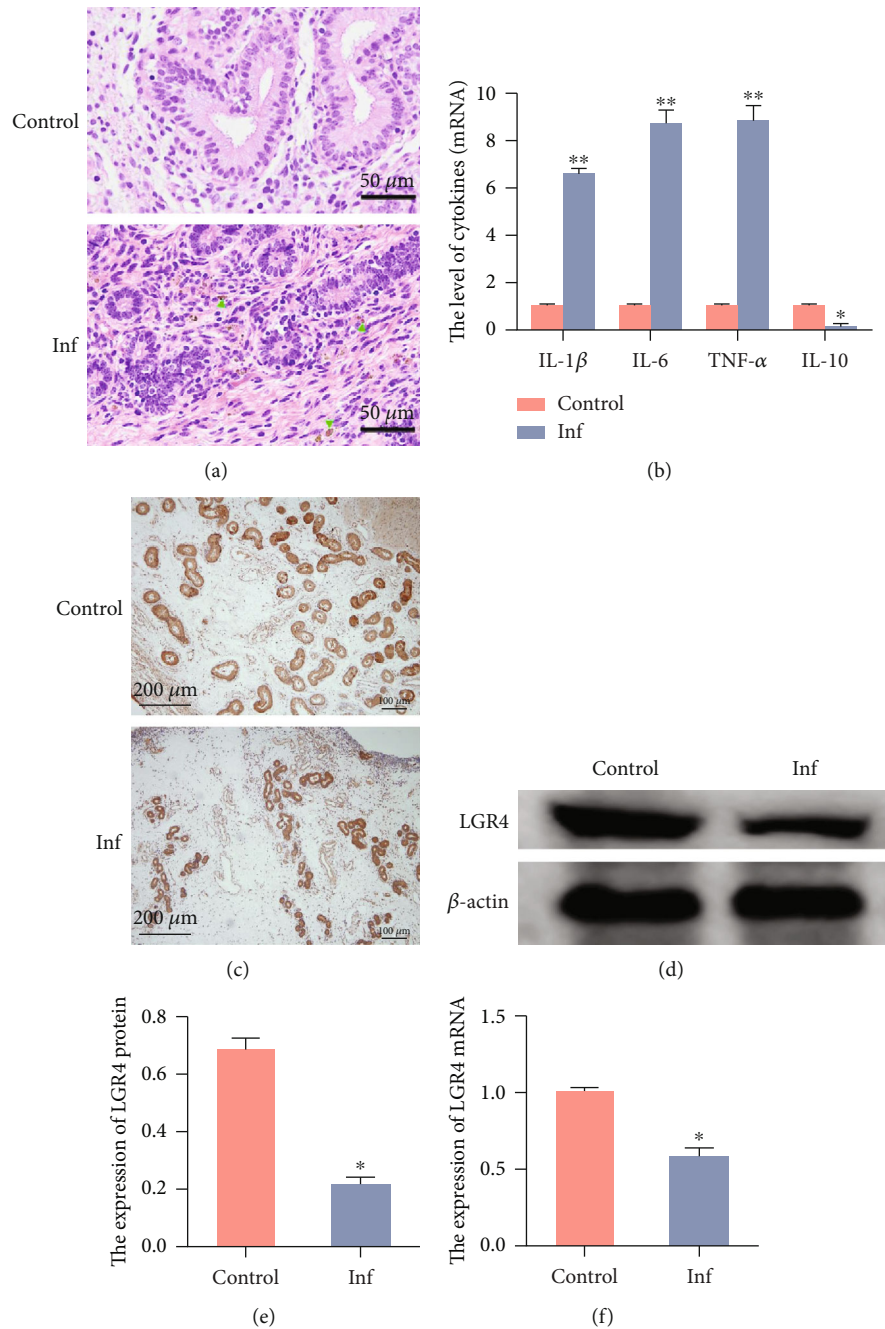 Control
50 μm
Inf
50 μm
(a)
The level of cytokines (mRNA)
10
8
6
4
2
0
**
**
**
*
IL-1β IL-6 TNF-α IL-10
Control
Inf
(b)
Control
200 μm
100 μm
Inf
200 μm
100 μm
(c)
Control Inf
LGR4
β-actin
(d)
The expression of LGR4 protein
0.8
0.6
0.4
0.2
0.0
*
Control Inf
(e)
The expression of LGR4 mRNA
1.5
1.0
0.5
0.0
*
Control Inf
(f)